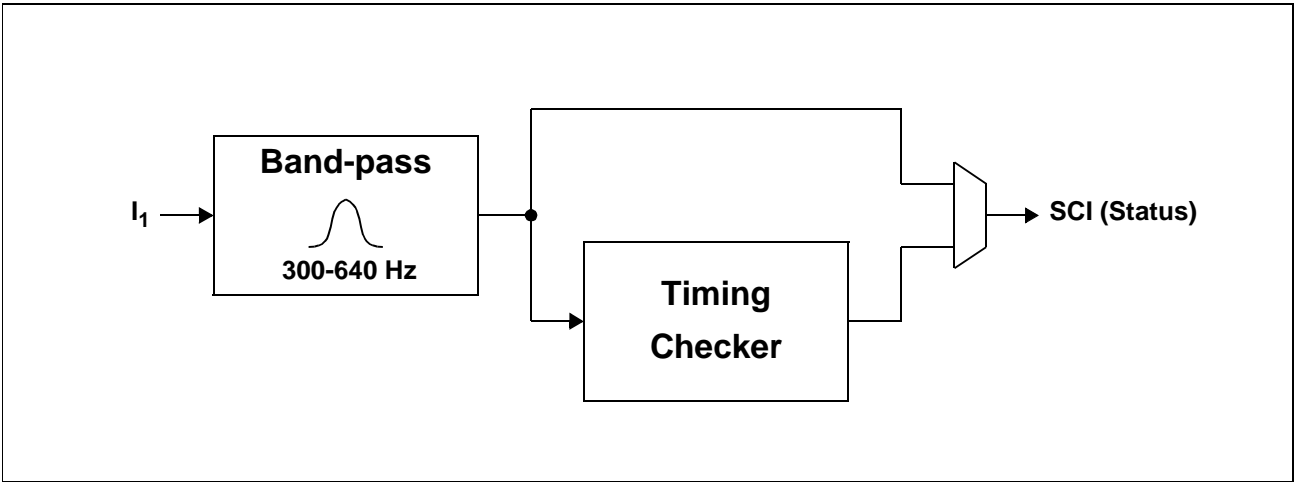 Band-pass
I1
300-640 Hz
SCI (Status)
Timing
Checker